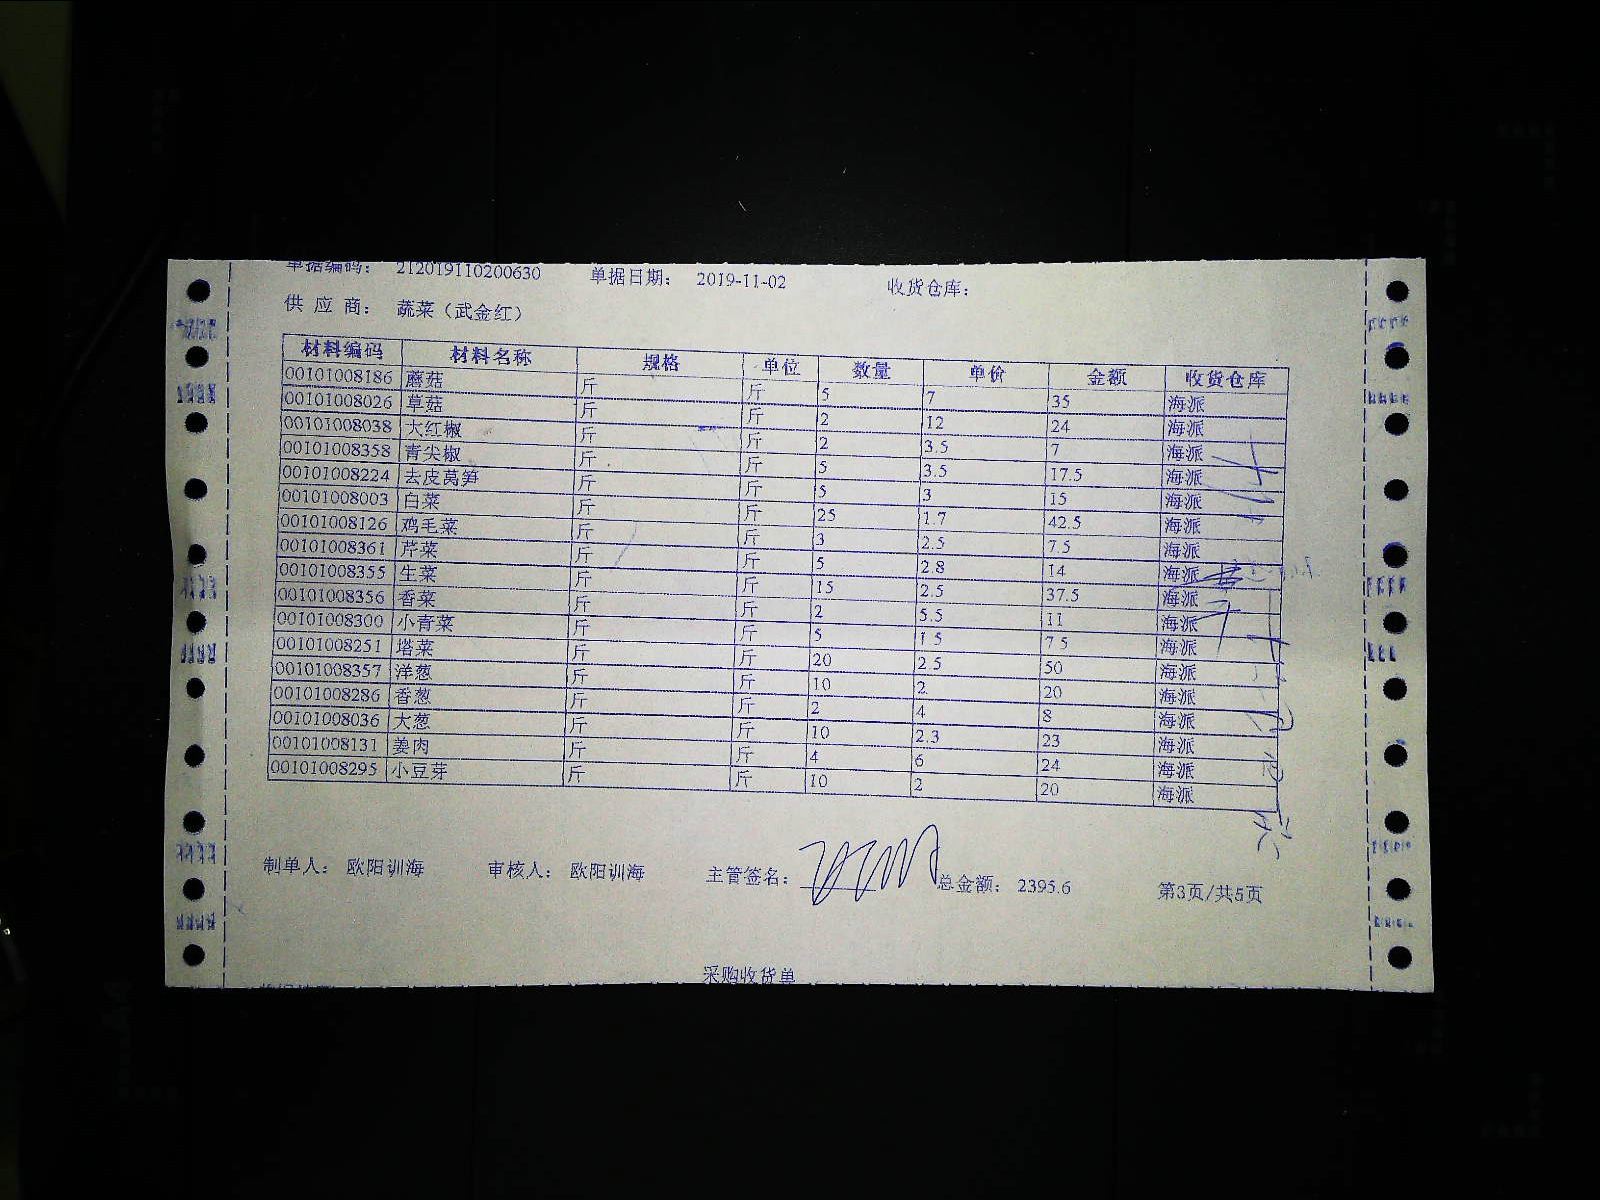 单据编码： 212019110200630 单据日期： 2019-11-02 收货仓库：
供 应 商： 蔬菜（武金红）
材料编码 材料名称 规格 单位 数量 单价 金额 收货仓库
00101008186 蘑菇 斤 斤 5 7 35 海派
00101008026 草菇 斤 斤 2 12 24 海派
00101008038 大红椒 斤 斤 2 3.5 7 海派
00101008358 青尖椒 斤 斤 5 3.5 17.5 海派
00101008224 去皮莴笋 斤 斤 5 3 15 海派
00101008003 白菜 斤 斤 25 1.7 42.5 海派
00101008126 鸡毛菜 斤 斤 3 2.5 7.5 海派
00101008361 芹菜 斤 斤 5 2.8 14 海派
00101008355 生菜 斤 斤 15 2.5 37.5 海派
00101008356 香菜 斤 斤 2 5.5 11 海派
00101008300 小青菜 斤 斤 5 1.5 7.5 海派
00101008251 塔菜 斤 斤 20 2.5 50 海派
00101008357 洋葱 斤 斤 10 2 20 海派
00101008286 香葱 斤 斤 2 4 8 海派
00101008036 大葱 斤 斤 10 2.3 23 海派
00101008131 姜肉 斤 斤 4 6 24 海派
00101008295 小豆芽 斤 斤 10 2 20 海派
制单人： 欧阳训海 审核人： 欧阳训海 主管签名： 总金额： 2395.6 第3页/共5页
采购收货单